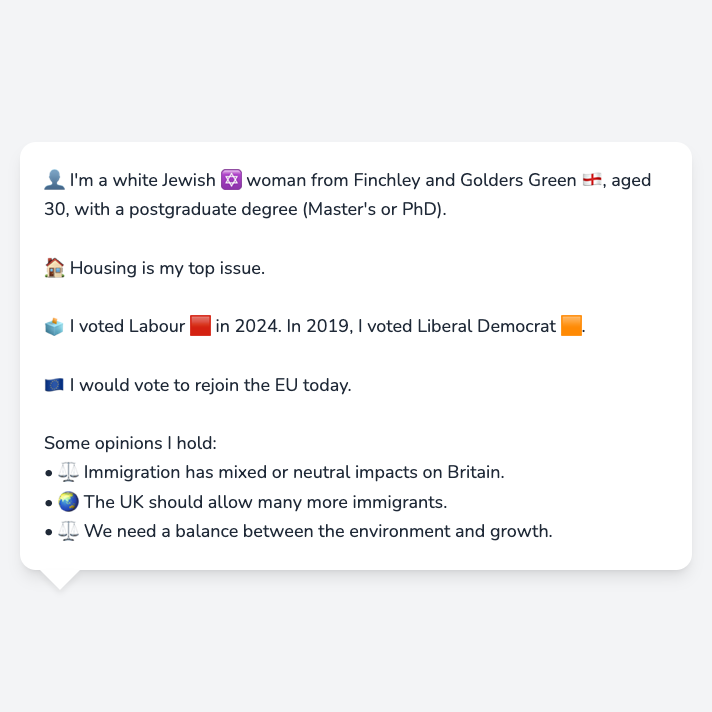 👤 I'm a white Jewish 🔯 woman from Finchley and Golders Green 🏴󠁧󠁢󠁥󠁮󠁧󠁿, aged
30, with a postgraduate degree (Master's or PhD).
🏠 Housing is my top issue.
🗳️ I voted Labour 🟥 in 2024. In 2019, I voted Liberal Democrat 🟧.
🇪🇺 I would vote to rejoin the EU today.
Some opinions I hold:
• ⚖️ Immigration has mixed or neutral impacts on Britain.
• 🌏 The UK should allow many more immigrants.
• ⚖️ We need a balance between the environment and growth.